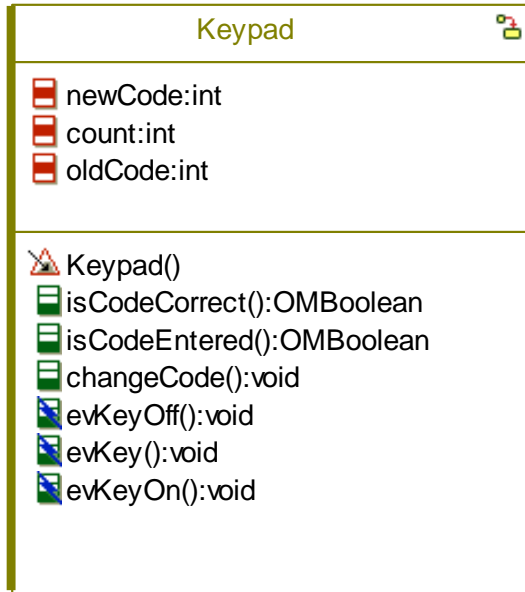 Keypad
newCode:int
count:int
oldCode:int
Keypad()
isCodeCorrect():OMBoolean
isCodeEntered():OMBoolean
changeCode():void
evKeyOff():void
evKey():void
evKeyOn():void